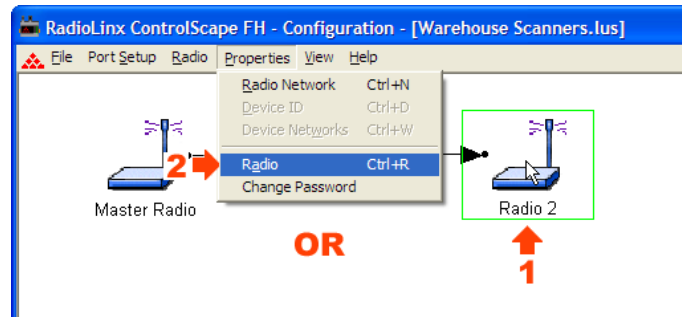 RadioLinx ControlScape FH - Configuration - [Warehouse Scanners.lus]
File Port Setup Radio Properties View Help
Radio Network Ctrl+N
Device ID Ctrl+D
Device Networks Ctrl+W
Radio Ctrl+R
Change Password
2
Master Radio
Radio 2
OR
1